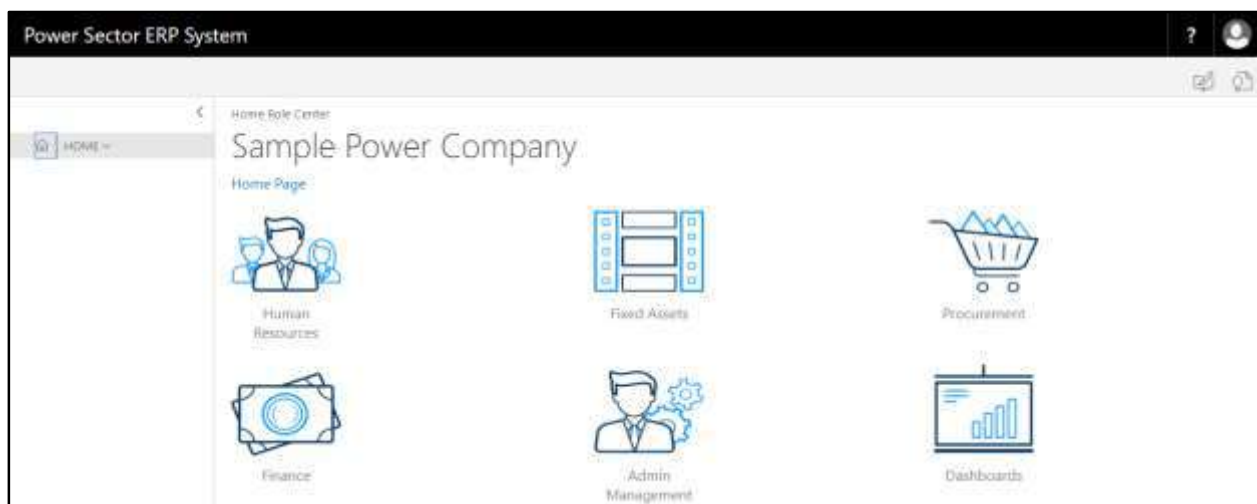 Power Sector ERP System
?
Home Role Center
HOME
Sample Power Company
Home Page
Human
Resources
Fixed Assets
Procurement
Finance
Admin
Management
Dashboards